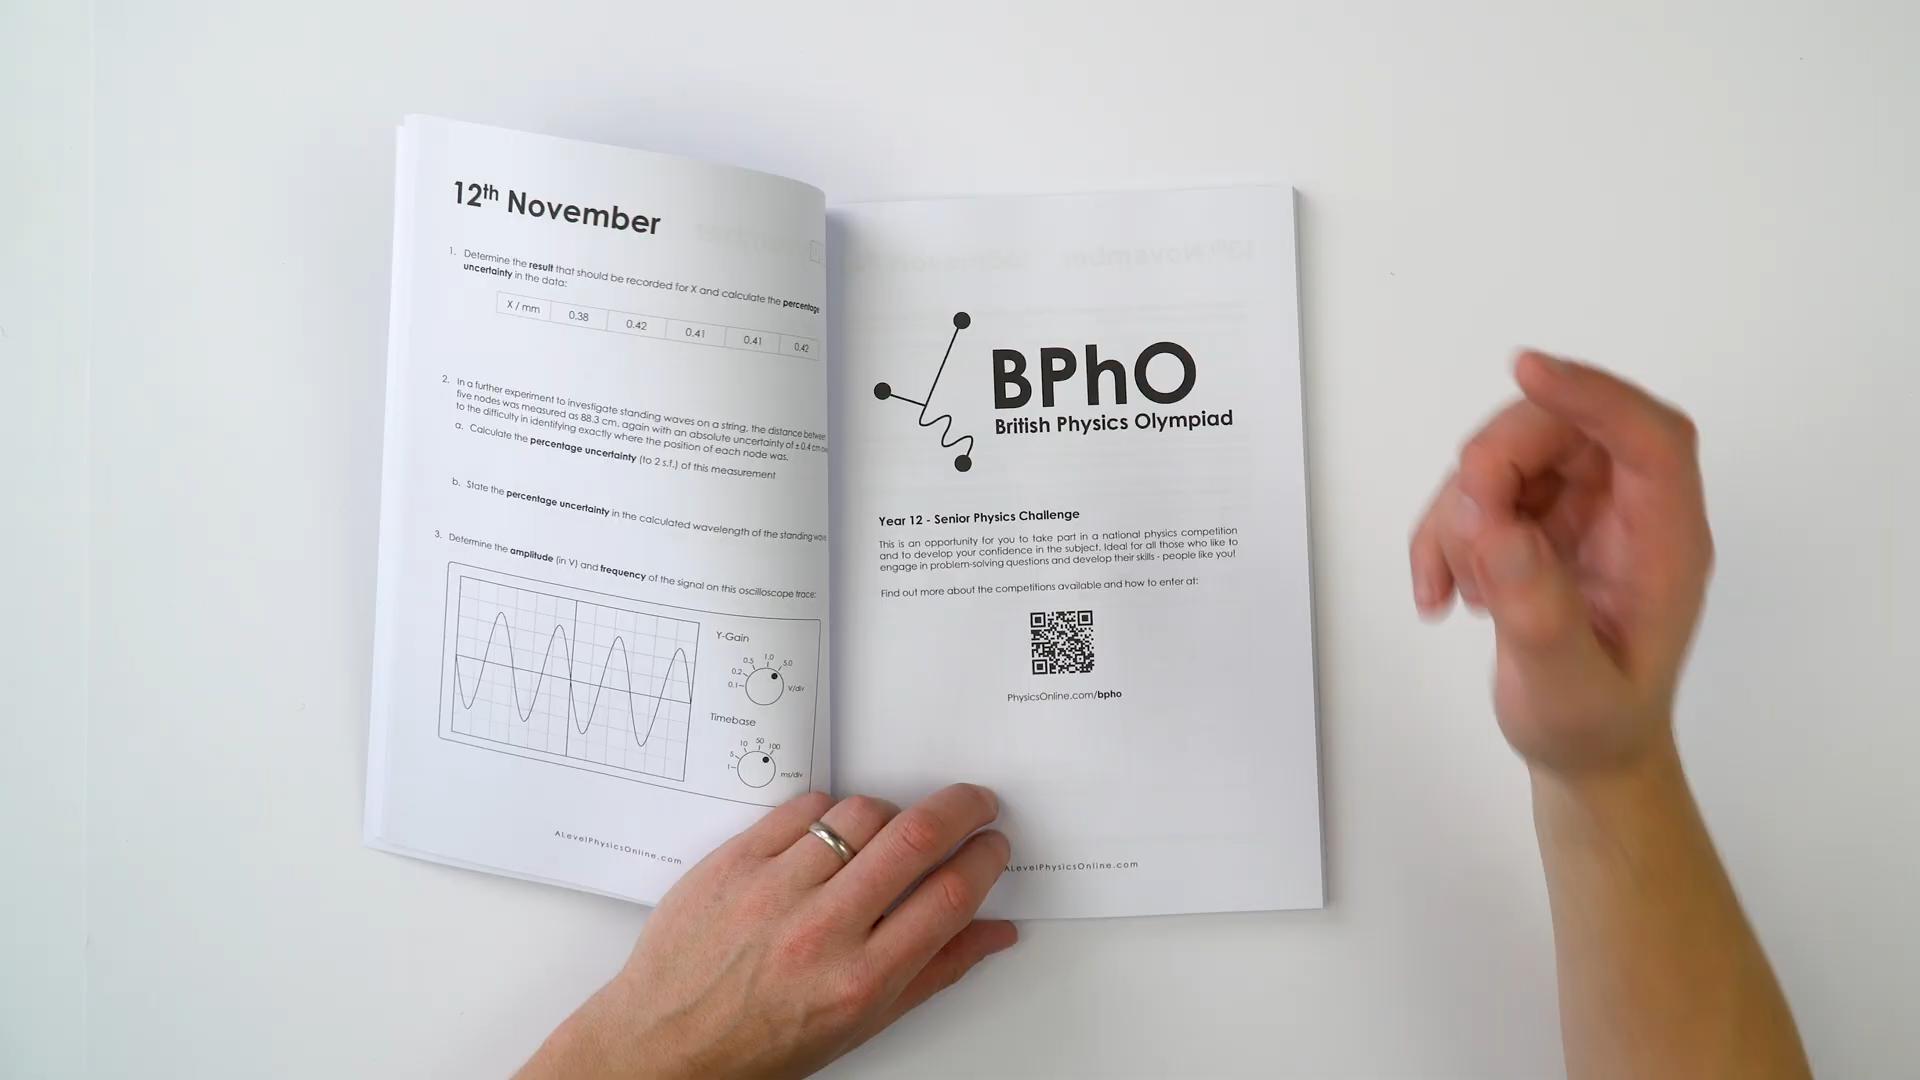 12th November
1. Determine the result that should be recorded for X and calculate the percentage
uncertainty in the data:
X / mm 0.38 0.42 0.41 0.41 0.42
2. In a further experiment to investigate standing waves on a string, the distance between
five nodes was measured as 88.3 cm, again with an absolute uncertainty of ± 0.4 cm
to the difficulty in identifying exactly where the position of each node was.
a. Calculate the percentage uncertainty (to 2 s.f.) of this measurement
b. State the percentage uncertainty in the calculated wavelength of the standing wave
3. Determine the amplitude (in V) and frequency of the signal on this oscilloscope trace:
Y-Gain
0.1 0.2 0.5 1.0 5.0
V/div
Timebase
1 5 10 50 100
ms/div
ALevelPhysicsOnline.com
BPhO
British Physics Olympiad
Year 12 - Senior Physics Challenge
This is an opportunity for you to take part in a national physics competition
and to develop your confidence in the subject. Ideal for all those who like to
engage in problem-solving questions and develop their skills - people like you!
Find out more about the competitions available and how to enter at:
PhysicsOnline.com/bpho
ALevelPhysicsOnline.com